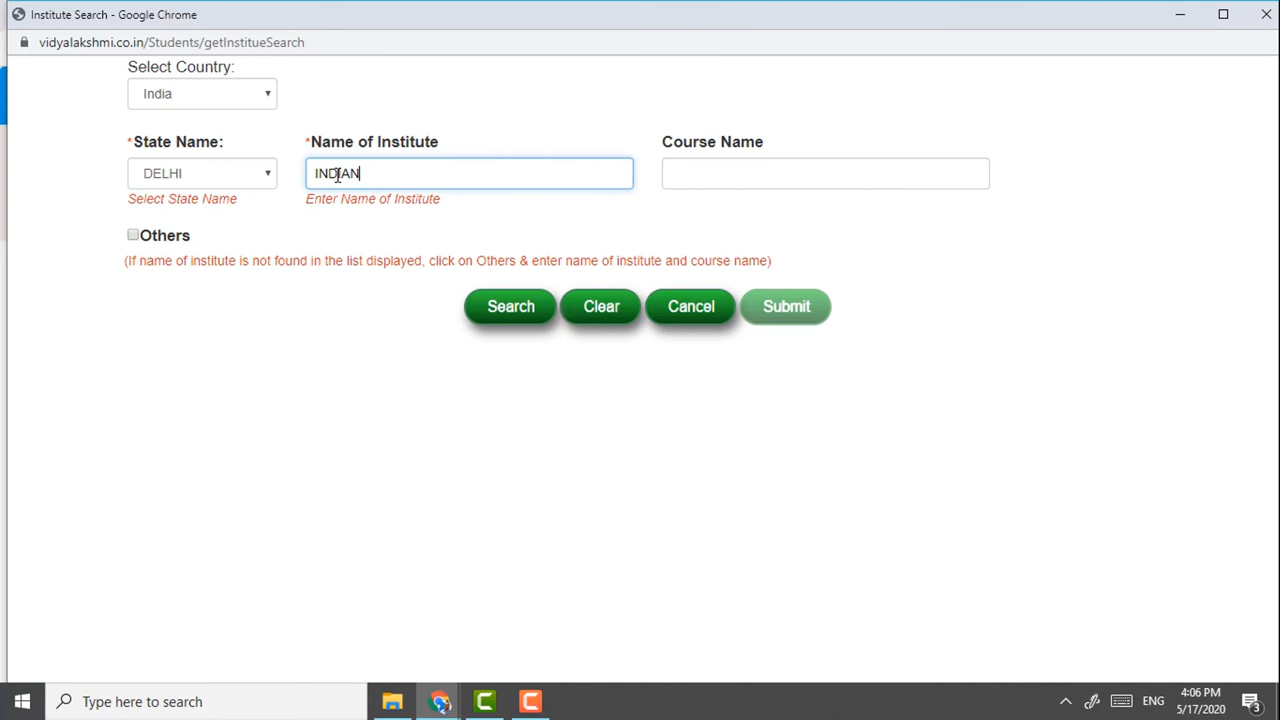 Institute Search - Google Chrome
vidyalakshmi.co.in/Students/getInstitueSearch
Select Country:
India
*State Name: *Name of Institute Course Name
DELHI INDIAN
Select State Name Enter Name of Institute
Others
(If name of institute is not found in the list displayed, click on Others & enter name of institute and course name)
Search Clear Cancel Submit
Type here to search ENG 4:06 PM
5/17/2020 3